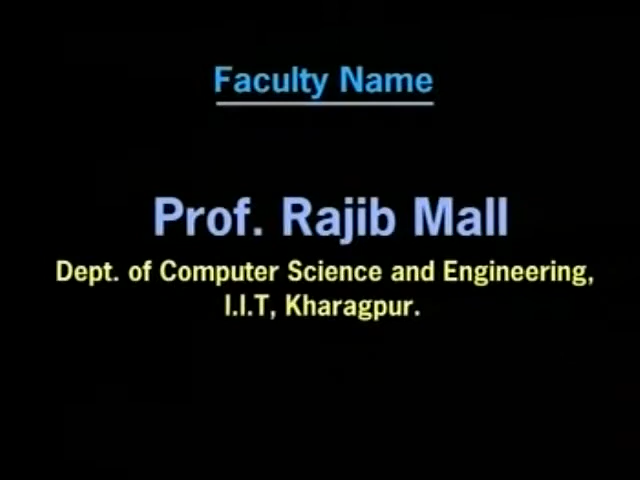 Faculty Name
Prof. Rajib Mall
Dept. of Computer Science and Engineering,
I.I.T, Kharagpur.